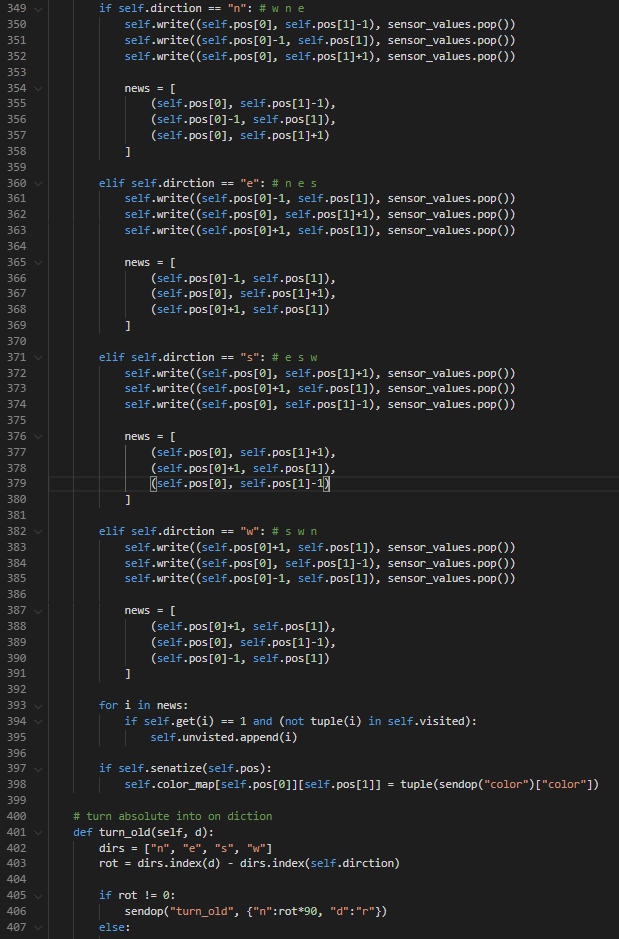 349 if self.dirction == "n": # w n e
350 self.write((self.pos[0], self.pos[1]-1), sensor_values.pop())
351 self.write((self.pos[0]-1, self.pos[1]), sensor_values.pop())
352 self.write((self.pos[0], self.pos[1]+1), sensor_values.pop())
353
354 news = [
355 (self.pos[0], self.pos[1]-1),
356 (self.pos[0]-1, self.pos[1]),
357 (self.pos[0], self.pos[1]+1)
358 ]
359
360 elif self.dirction == "e": # n e s
361 self.write((self.pos[0]-1, self.pos[1]), sensor_values.pop())
362 self.write((self.pos[0], self.pos[1]+1), sensor_values.pop())
363 self.write((self.pos[0]+1, self.pos[1]), sensor_values.pop())
364
365 news = [
366 (self.pos[0]-1, self.pos[1]),
367 (self.pos[0], self.pos[1]+1),
368 (self.pos[0]+1, self.pos[1])
369 ]
370
371 elif self.dirction == "s": # e s w
372 self.write((self.pos[0], self.pos[1]+1), sensor_values.pop())
373 self.write((self.pos[0]+1, self.pos[1]), sensor_values.pop())
374 self.write((self.pos[0], self.pos[1]-1), sensor_values.pop())
375
376 news = [
377 (self.pos[0], self.pos[1]+1),
378 (self.pos[0]+1, self.pos[1]),
379 (self.pos[0], self.pos[1]-1)
380 ]
381
382 elif self.dirction == "w": # s w n
383 self.write((self.pos[0]+1, self.pos[1]), sensor_values.pop())
384 self.write((self.pos[0], self.pos[1]-1), sensor_values.pop())
385 self.write((self.pos[0]-1, self.pos[1]), sensor_values.pop())
386
387 news = [
388 (self.pos[0]+1, self.pos[1]),
389 (self.pos[0], self.pos[1]-1),
390 (self.pos[0]-1, self.pos[1])
391 ]
392
393 for i in news:
394 if self.get(i) == 1 and (not tuple(i) in self.visited):
395 self.unvisted.append(i)
396
397 if self.senatize(self.pos):
398 self.color_map[self.pos[0]][self.pos[1]] = tuple(sendop("color")["color"])
399
400 # turn absolute into on diction
401 def turn_old(self, d):
402 dirs = ["n", "e", "s", "w"]
403 rot = dirs.index(d) - dirs.index(self.dirction)
404
405 if rot != 0:
406 sendop("turn_old", {"n":rot*90, "d":"r"})
407 else: